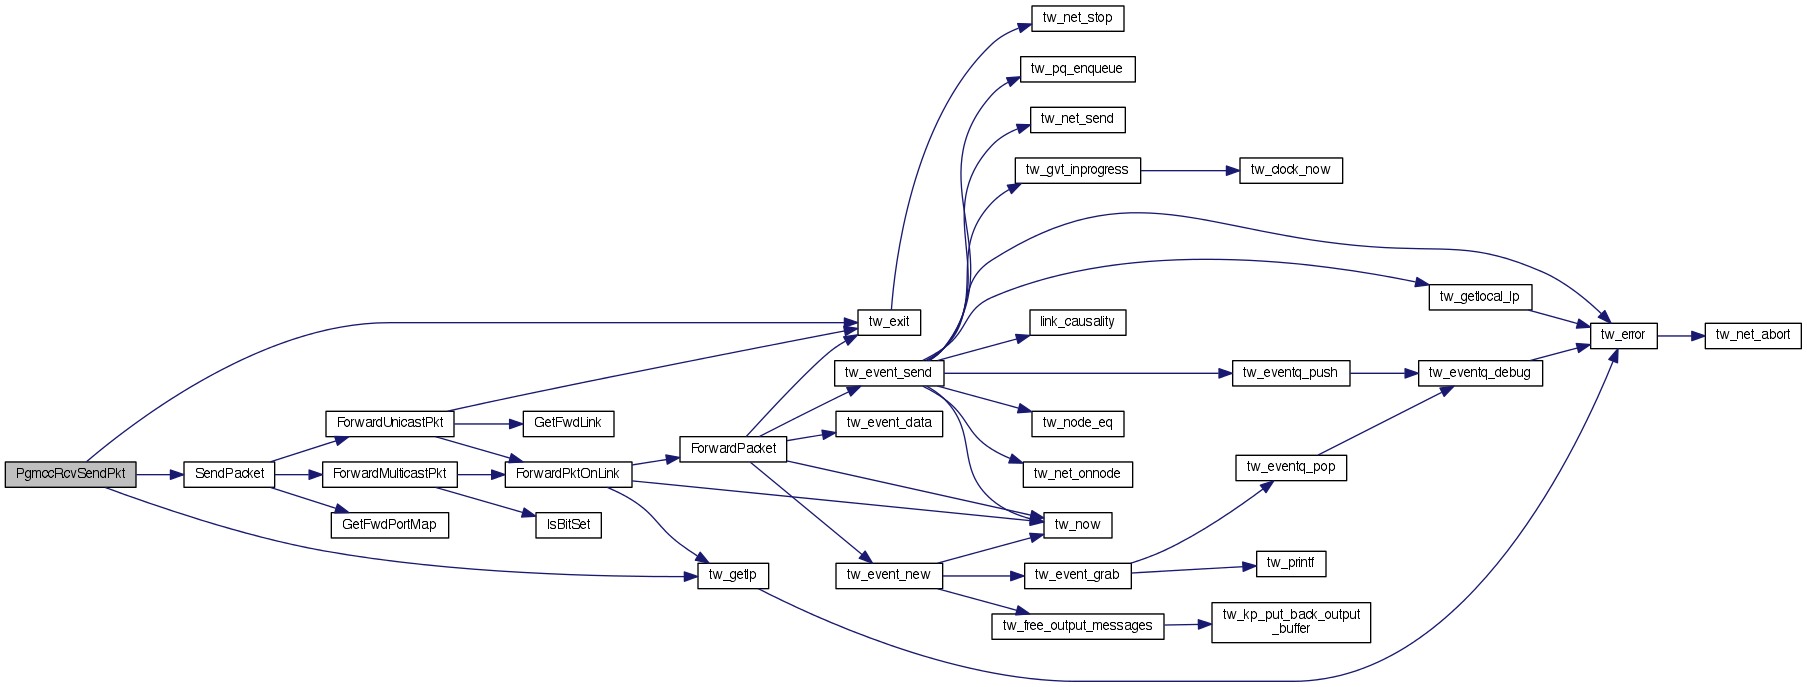 tw_net_stop
tw_pq_enqueue
tw_net_send
tw_gvt_inprogress
tw_clock_now
tw_getlocal_lp
tw_exit
link_causality
tw_error
tw_net_abort
tw_event_send
tw_eventq_push
tw_eventq_debug
ForwardUnicastPkt
GetFwdLink
tw_event_data
tw_node_eq
ForwardPacket
PgmccRcvSendPkt
SendPacket
ForwardMulticastPkt
ForwardPktOnLink
tw_net_onnode
tw_eventq_pop
GetFwdPortMap
IsBitSet
tw_now
tw_getlp
tw_event_new
tw_event_grab
tw_printf
tw_free_output_messages
tw_kp_put_back_output
_buffer